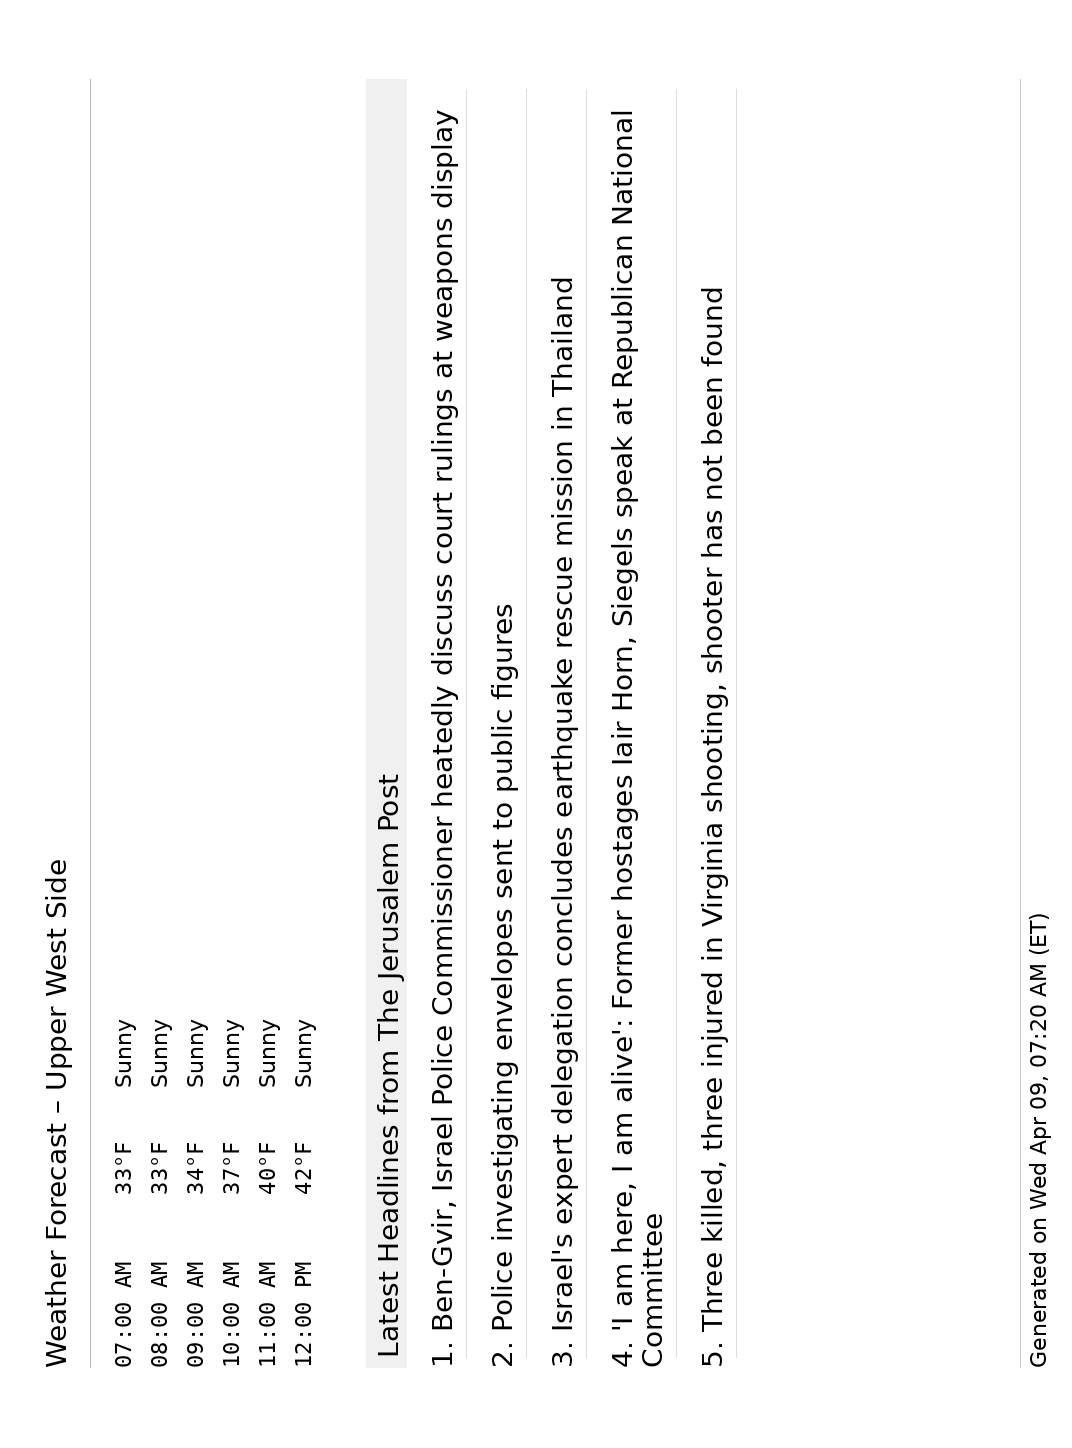 Weather Forecast – Upper West Side
07:00 AM 33°F Sunny
08:00 AM 33°F Sunny
09:00 AM 34°F Sunny
10:00 AM 37°F Sunny
11:00 AM 40°F Sunny
12:00 PM 42°F Sunny
Latest Headlines from The Jerusalem Post
1. Ben-Gvir, Israel Police Commissioner heatedly discuss court rulings at weapons display
2. Police investigating envelopes sent to public figures
3. Israel's expert delegation concludes earthquake rescue mission in Thailand
4. 'I am here, I am alive': Former hostages Iair Horn, Siegels speak at Republican National
Committee
5. Three killed, three injured in Virginia shooting, shooter has not been found
Generated on Wed Apr 09, 07:20 AM (ET)